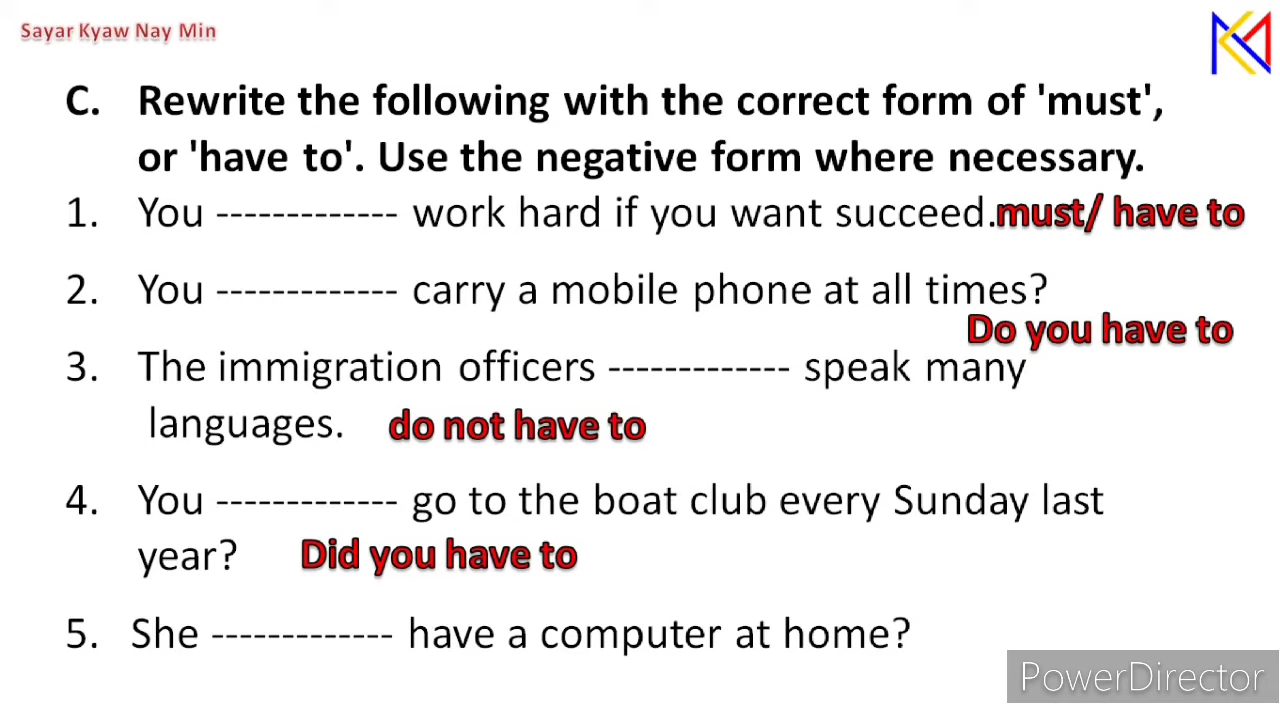 Sayar Kyaw Nay Min
C. Rewrite the following with the correct form of 'must',
or 'have to'. Use the negative form where necessary.
1. You ------------- work hard if you want succeed. must/ have to
2. You ------------- carry a mobile phone at all times?
Do you have to
3. The immigration officers ------------- speak many
languages. do not have to
4. You ------------- go to the boat club every Sunday last
year? Did you have to
5. She ------------- have a computer at home?
PowerDirector